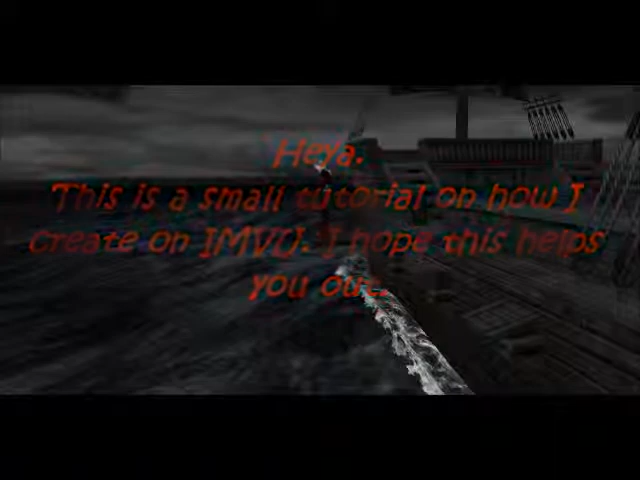 Heya.
This is a small tutorial on how I
create on IMVU. I hope this helps
you out.